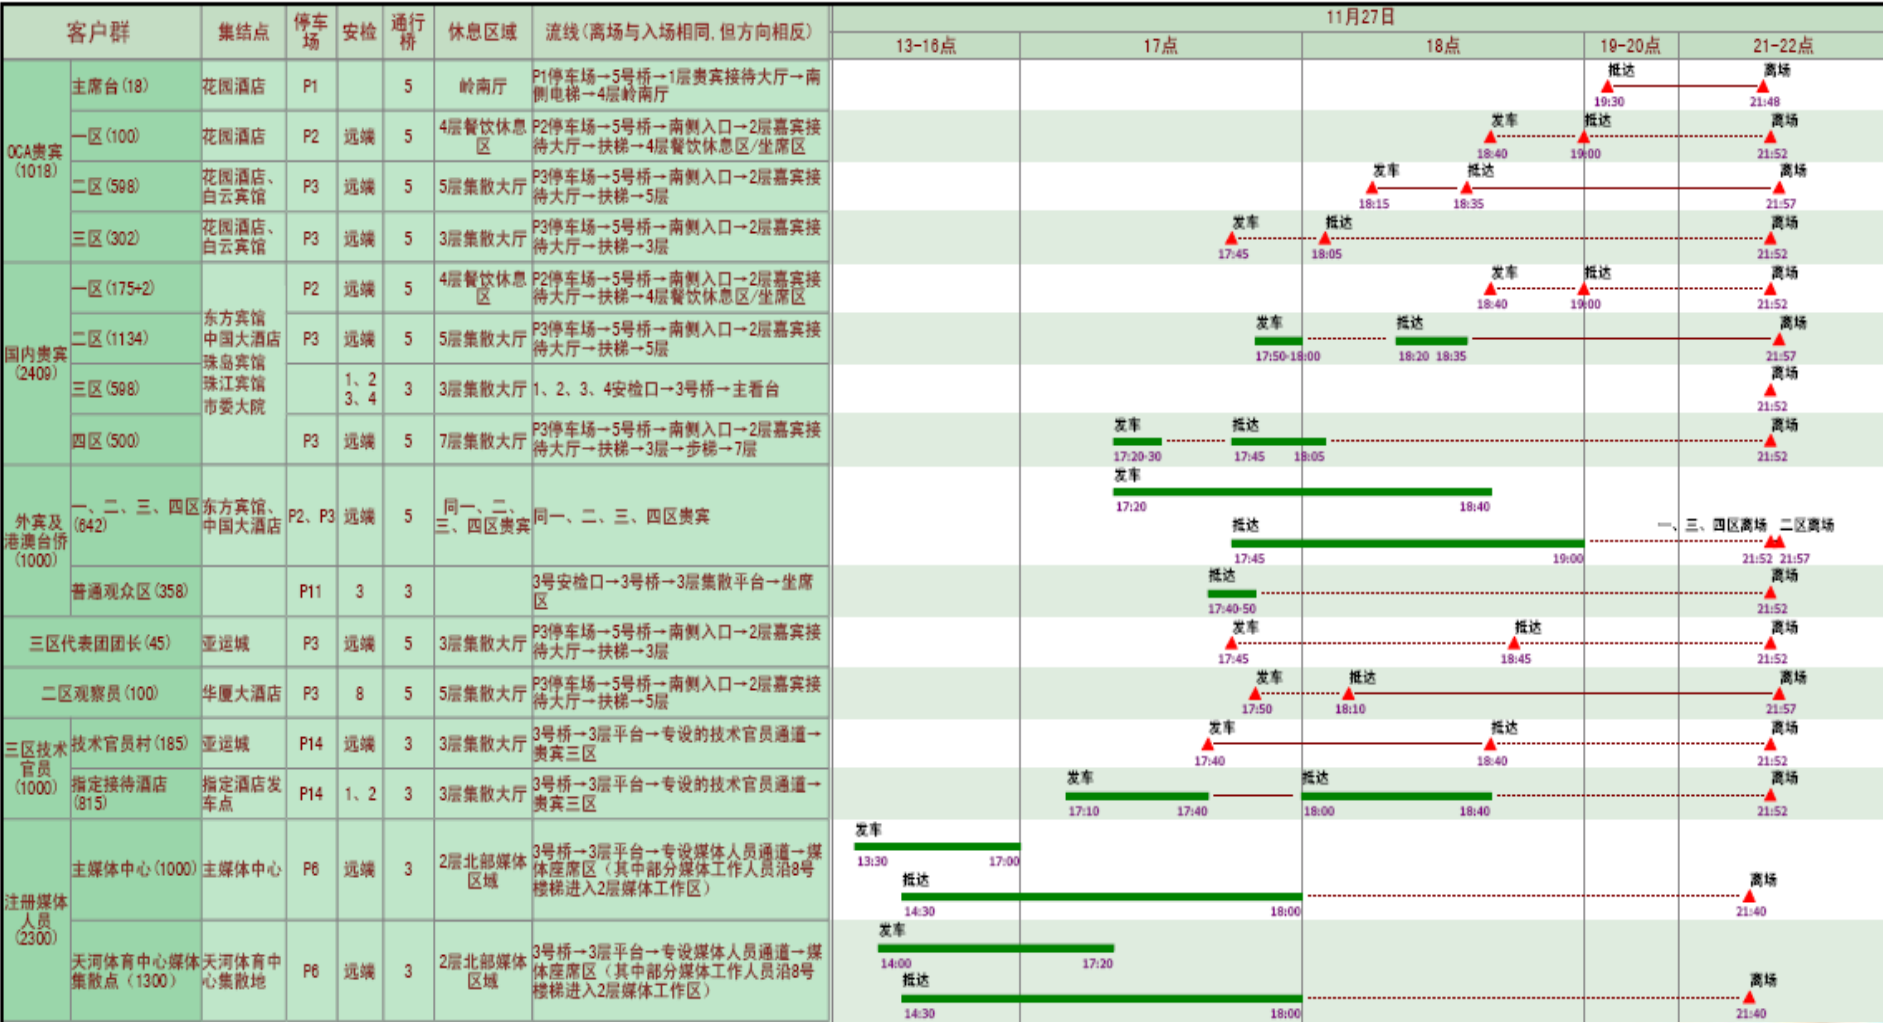 客户群
集结点
停车场
安检
通行桥
休息区域
流线(离场与入场相同,但方向相反)
11月27日
13-16点
17点
18点
19-20点
21-22点
OCA贵宾
(1018)
主席台(18)
花园酒店
P1
5
岭南厅
P1停车场→5号桥→1层贵宾接待大厅→南
侧电梯→4层岭南厅
抵达
离场
19:30
21:48
一区(100)
花园酒店
P2
远端
5
4层餐饮休息
区
P2停车场→5号桥→南侧入口→2层嘉宾接
待大厅→扶梯→4层餐饮休息区/坐席区
发车
抵达
离场
18:40
19:00
21:52
二区(598)
花园酒店、
白云宾馆
P3
远端
5
5层集散大厅
P3停车场→5号桥→南侧入口→2层嘉宾接
待大厅→扶梯→5层
发车
抵达
离场
18:15
18:35
21:57
三区(302)
花园酒店、
白云宾馆
P3
远端
5
3层集散大厅
P3停车场→5号桥→南侧入口→2层嘉宾接
待大厅→扶梯→3层
发车
抵达
离场
17:45
18:05
21:52
国内贵宾
(2409)
东方宾馆
中国大酒店
珠岛宾馆
珠江宾馆
市委大院
一区(175+2)
P2
远端
5
4层餐饮休息
区
P2停车场→5号桥→南侧入口→2层嘉宾接
待大厅→扶梯→4层餐饮休息区/坐席区
发车
抵达
离场
18:40
19:00
21:52
二区(1134)
P3
远端
5
5层集散大厅
P3停车场→5号桥→南侧入口→2层嘉宾接
待大厅→扶梯→5层
发车
抵达
离场
17:50-18:00
18:20 18:35
21:57
三区(598)
1、2
3、4
3
3层集散大厅
1、2、3、4安检口→3号桥→主看台
离场
21:52
四区(500)
P3
远端
5
7层集散大厅
P3停车场→5号桥→南侧入口→2层嘉宾接
待大厅→扶梯→3层→步梯→7层
发车
抵达
离场
17:20-30
17:45
18:05
21:52
外宾及
港澳台侨
(1000)
一、二、三、四区
(642)
东方宾馆、
中国大酒店
P2、P3
远端
5
同一、二、
三、四区贵宾
同一、二、三、四区贵宾
发车
17:20
18:40
抵达
一、三、四区离场 二区离场
17:45
19:00
21:52 21:57
普通观众区(358)
P11
3
3
3号安检口→3号桥→3层集散平台→坐席
区
抵达
离场
17:40-50
21:52
三区代表团团长(45)
亚运城
P3
远端
5
3层集散大厅
P3停车场→5号桥→南侧入口→2层嘉宾接
待大厅→扶梯→3层
发车
抵达
离场
17:45
18:45
21:52
二区观察员(100)
华厦大酒店
P3
8
5
5层集散大厅
P3停车场→5号桥→南侧入口→2层嘉宾接
待大厅→扶梯→5层
发车
抵达
离场
17:50
18:10
21:57
三区技术
官员
(1000)
技术官员村(185)
亚运城
P14
远端
3
3层集散大厅
3号桥→3层平台→专设的技术官员通道→
贵宾三区
发车
抵达
离场
17:40
18:40
21:52
指定接待酒店
(815)
指定酒店发
车点
P14
1、2
3
3层集散大厅
3号桥→3层平台→专设的技术官员通道→
贵宾三区
发车
抵达
离场
17:10
17:40
18:00
18:40
21:52
注册媒体
人员
(2300)
主媒体中心(1000)
主媒体中心
P6
远端
3
2层北部媒体
区域
3号桥→3层平台→专设媒体人员通道→媒
体座席区（其中部分媒体工作人员沿8号
楼梯进入2层媒体工作区）
发车
13:30
17:00
抵达
离场
14:30
18:00
21:40
天河体育中心媒体
集散点（1300）
天河体育中
心集散地
P6
远端
3
2层北部媒体
区域
3号桥→3层平台→专设媒体人员通道→媒
体座席区（其中部分媒体工作人员沿8号
楼梯进入2层媒体工作区）
发车
14:00
17:20
抵达
离场
14:30
18:00
21:40